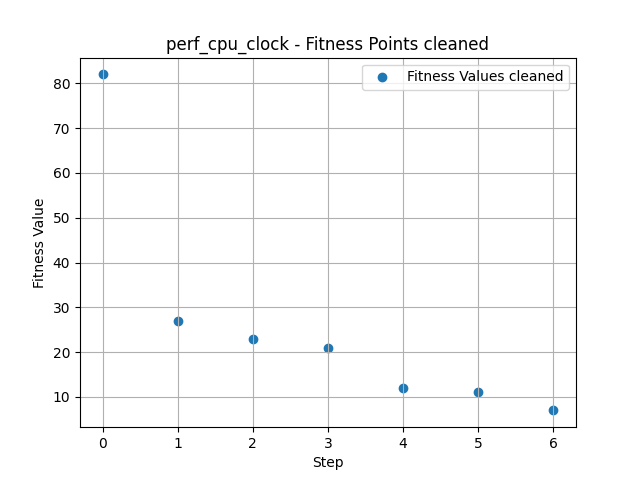 perf_cpu_clock - Fitness Points cleaned
Fitness Values cleaned
Fitness Value
80
70
60
50
40
30
20
10
0 1 2 3 4 5 6
Step